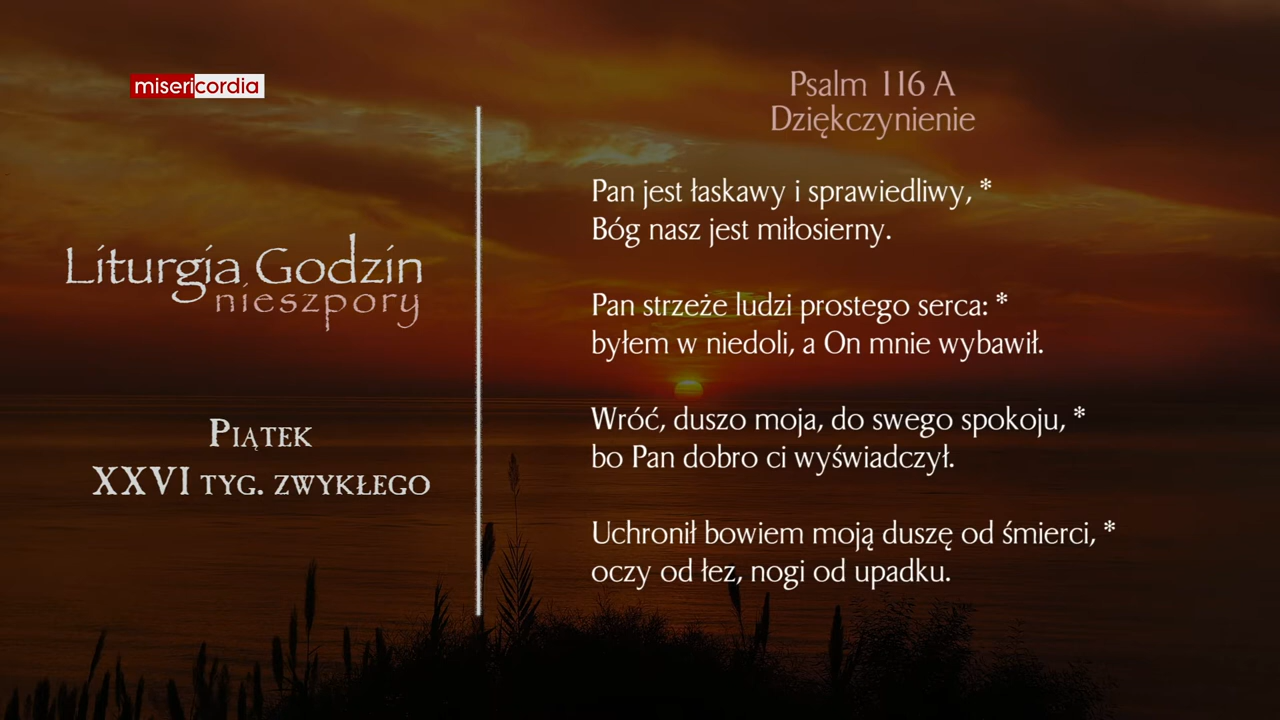 misericordia
Liturgia Godzin
nieszpory
Piątek
XXVI tyg. zwykłego
Psalm 116 A
Dziękczynienie
Pan jest łaskawy i sprawiedliwy, *
Bóg nasz jest miłosierny.
Pan strzeże ludzi prostego serca: *
byłem w niedoli, a On mnie wybawił.
Wróć, duszo moja, do swego spokoju, *
bo Pan dobro ci wyświadczył.
Uchronił bowiem moją duszę od śmierci, *
oczy od łez, nogi od upadku.